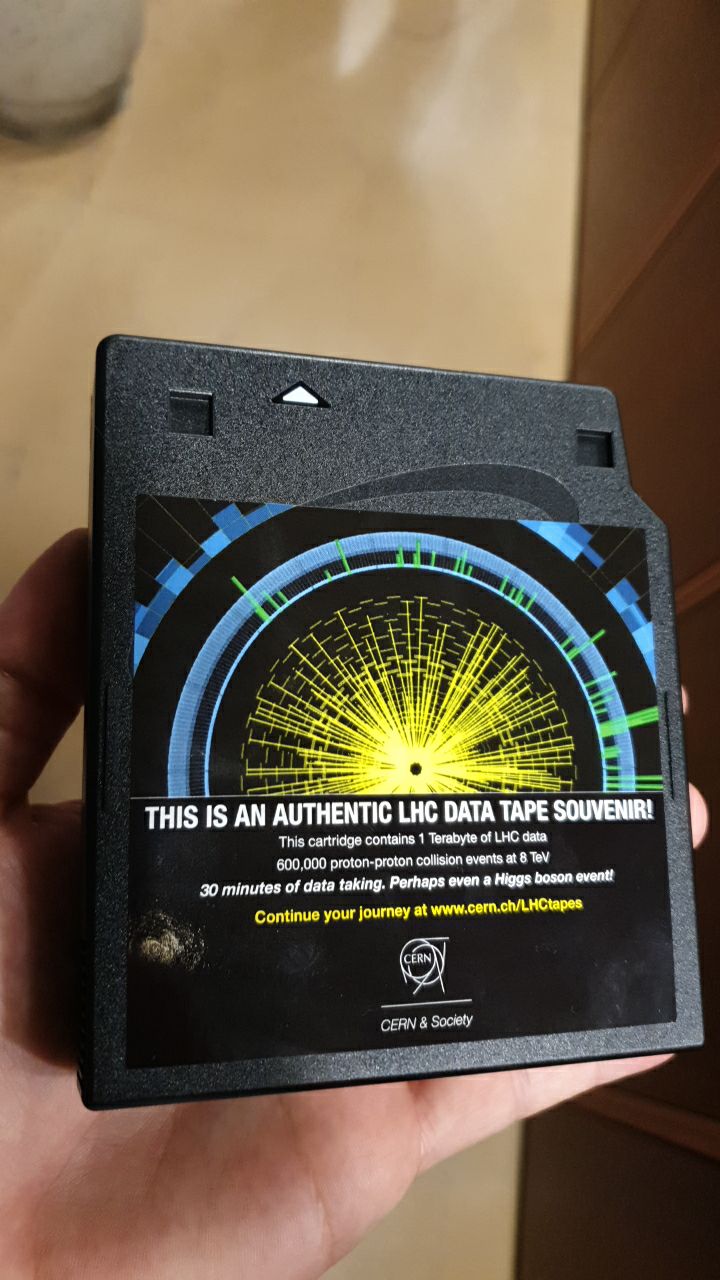 THIS IS AN AUTHENTIC LHC DATA TAPE SOUVENIR!
This cartridge contains 1 Terabyte of LHC data
600,000 proton-proton collision events at 8 TeV
30 minutes of data taking. Perhaps even a Higgs boson event!
Continue your journey at www.cern.ch/LHCtapes
CERN
CERN & Society